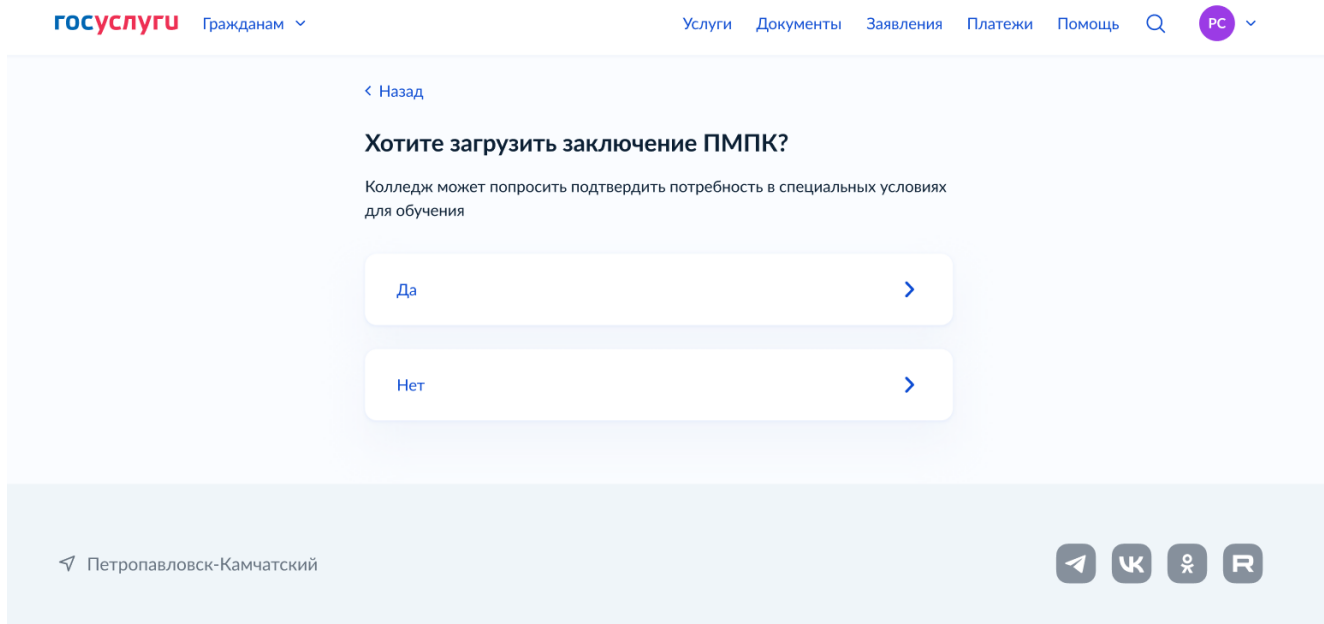 госуслуги Гражданам Услуги Документы Заявления Платежи Помощь РС
Назад
Хотите загрузить заключение ПМПК?
Колледж может попросить подтвердить потребность в специальных условиях
для обучения
Да
Нет
Петропавловск-Камчатский